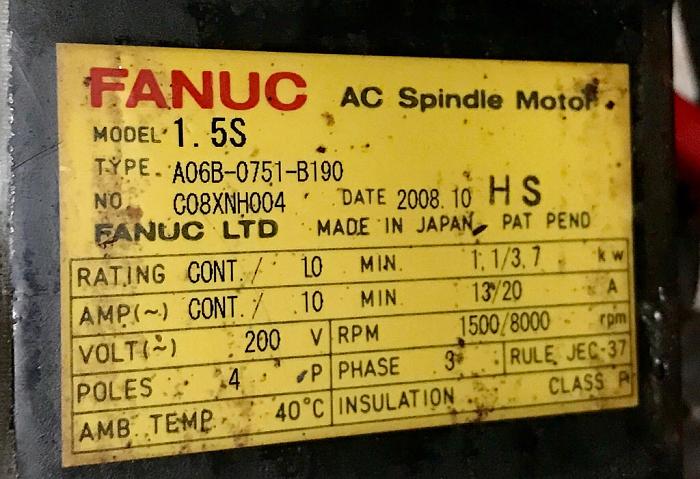 FANUC AC Spindle Motor
MODEL 1.5S
TYPE A06B-0751-B190
NO. C08XNH004 DATE 2008.10 HS
FANUC LTD MADE IN JAPAN, PAT PEND
RATING CONT. / 10 MIN. 1.1/3.7 kw
AMP(~) CONT. / 10 MIN 13/20 A
VOLT(~) 200 V RPM 1500/8000 rpm
POLES 4 P PHASE 3 RULE JEC-37
AMB TEMP 40°C INSULATION CLASS